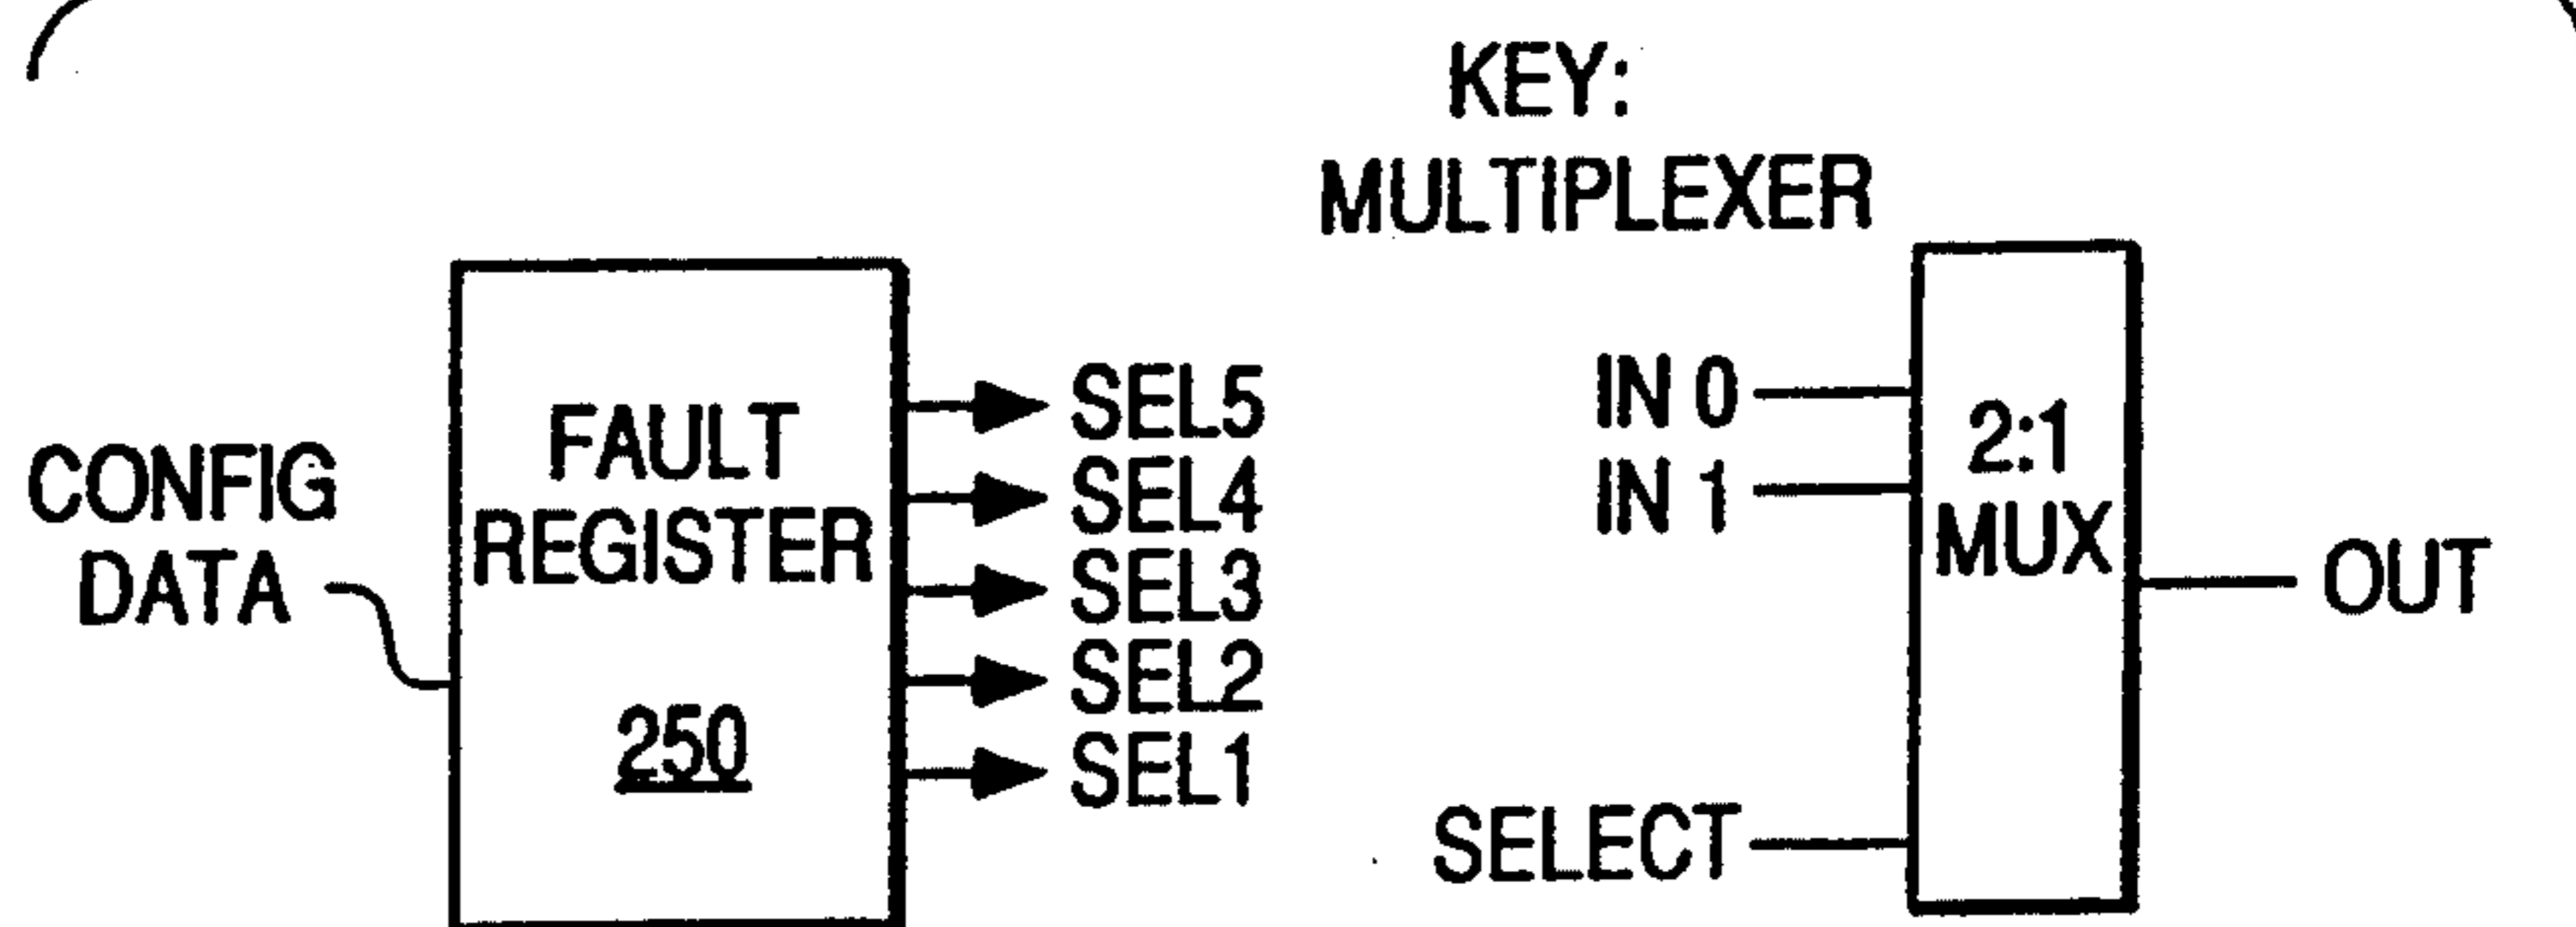 KEY:
MULTIPLEXER
CONFIG
DATA
FAULT
REGISTER
250
SEL5
SEL4
SEL3
SEL2
SEL1
IN 0
IN 1
SELECT
2:1
MUX
OUT